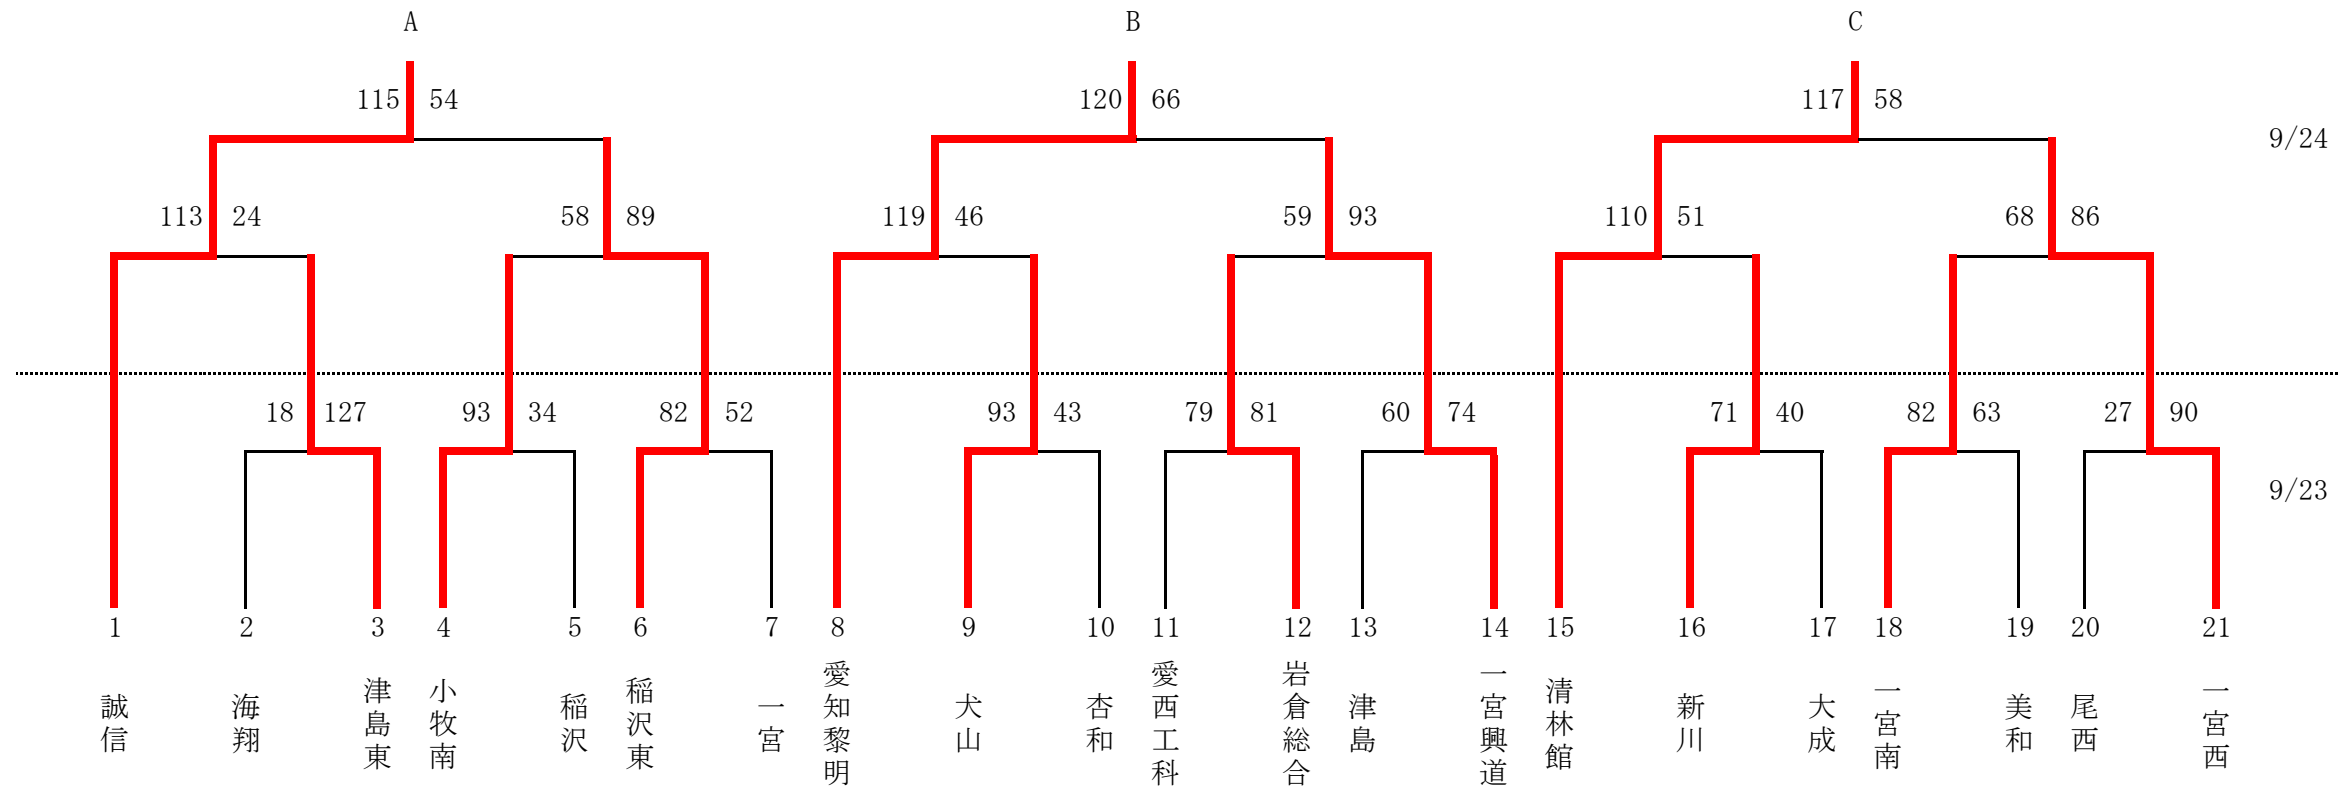 A B C
115 54 120 66 117 58
9/24
113 24 58 89 119 46 59 93 110 51 68 86
18 127 93 34 82 52 93 43 79 81 60 74 71 40 82 63 27 90
9/23
1 2 3 4 5 6 7 8 9 10 11 12 13 14 15 16 17 18 19 20 21
誠信
海翔
津島東
小牧南
稲沢
稲沢東
一宮
愛知黎明
犬山
杏和
愛西工科
岩倉総合
津島
一宮興道
清林館
新川
大成
一宮南
美和
尾西
一宮西